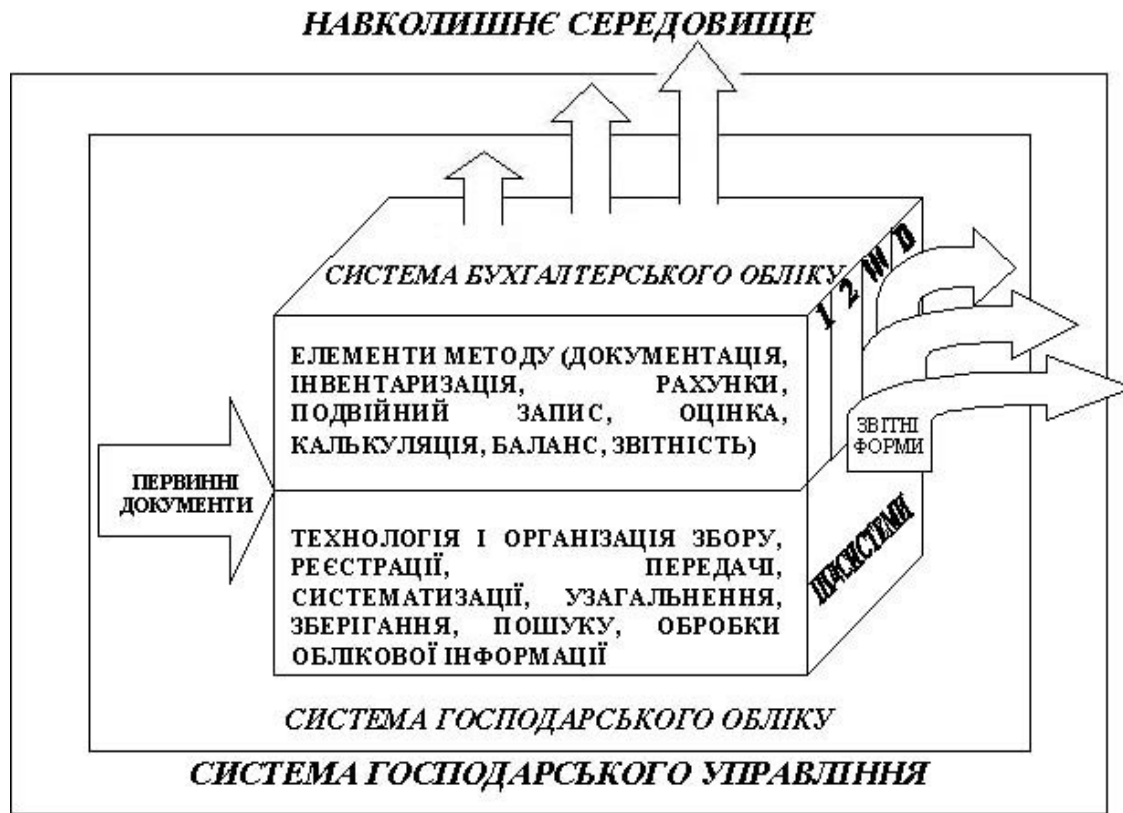 НАВКОЛИШНЄ СЕРЕДОВИЩЕ
СИСТЕМА БУХГАЛТЕРСЬКОГО ОБЛІКУ
1 2 m n
ЕЛЕМЕНТИ МЕТОДУ (ДОКУМЕНТАЦІЯ,
ІНВЕНТАРИЗАЦІЯ, РАХУНКИ,
ПОДВІЙНИЙ ЗАПИС, ОЦІНКА,
КАЛЬКУЛЯЦІЯ, БАЛАНС, ЗВІТНІСТЬ)
ЗВІТНІ
ФОРМИ
ПЕРВИННІ
ДОКУМЕНТИ
ТЕХНОЛОГІЯ І ОРГАНІЗАЦІЯ ЗБОРУ,
РЕЄСТРАЦІЇ, ПЕРЕДАЧІ,
СИСТЕМАТИЗАЦІЇ, УЗАГАЛЬНЕННЯ,
ЗБЕРІГАННЯ, ПОШУКУ, ОБРОБКИ
ОБЛІКОВОЇ ІНФОРМАЦІЇ
ПІДСИСТЕМИ
СИСТЕМА ГОСПОДАРСЬКОГО ОБЛІКУ
СИСТЕМА ГОСПОДАРСЬКОГО УПРАВЛІННЯ